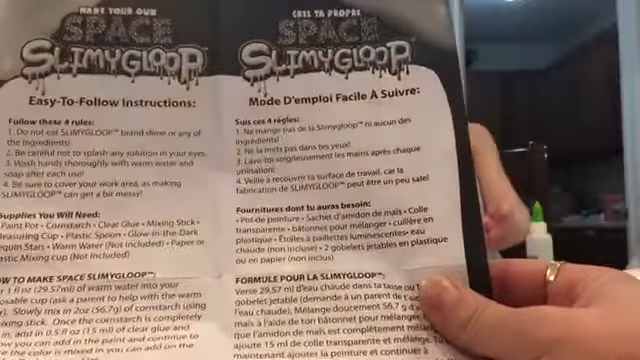 MAKE YOUR OWN
SPACE
SLIMYGLOOP
Easy-To-Follow Instructions:
Follow these 4 rules:
1. Do not eat SLIMYGLOOP™ brand slime or any of
the ingredients!
2. Be careful not to splash any solution in your eyes.
3. Wash hands thoroughly with warm water and
soap after each use!
4. Be sure to cover your work area, as making
SLIMYGLOOP™ can get a bit messy!
Supplies You Will Need:
Paint Pot • Cornstarch • Clear Glue • Mixing Stick •
Measuring Cup • Plastic Spoon • Glow-in-the-Dark
quin Stars • Warm Water (Not Included) • Paper or
astic Mixing cup (Not Included)
W TO MAKE SPACE SLIMYGLOOP™:
1 fl oz (29.57ml) of warm water into your
osable cup (ask a parent to help with the warm
Slowly mix in 2oz (56.7g) of cornstarch using
xing stick. Once the cornstarch is completely
in, add in 0.5 fl oz (15 ml) of clear glue and
you can add in the paint and continue to
the color is mixed in you can add on the
CRÉE TA PROPRE
SPACE
SLIMYGLOOP
Mode D'emploi Facile À Suivre:
Suis ces 4 règles:
1. Ne mange pas de la Slimygloop™ ni aucun des
ingrédients!
2. Ne la mets pas dans tes yeux!
3. Lave-toi soigneusement les mains après chaque
utilisation!
4. Veille à recouvrir ta surface de travail, car la
fabrication de SLIMYGLOOP™ peut être un peu sale!
Fournitures dont tu auras besoin:
• Pot de peinture • Sachet d'amidon de maïs • Colle
transparente • bâtonnet pour mélanger • cuillère en
plastique • Étoiles à paillettes luminescentes • eau
chaude (non incluse) • 2 gobelets jetables en plastique
ou en papier (non inclus)
FORMULE POUR LA SLIMYGLOOP™:
Verse 29,57 ml d'eau chaude dans ta tasse ou
gobelet jetable (demande à un parent de
l'eau chaude). Mélange doucement 56,7 g
maïs à l'aide de ton bâtonnet pour mélanger.
que l'amidon de maïs est complètement
ajoute 15 ml de colle transparente et mélange.
maintenant ajouter la peinture et continuer à